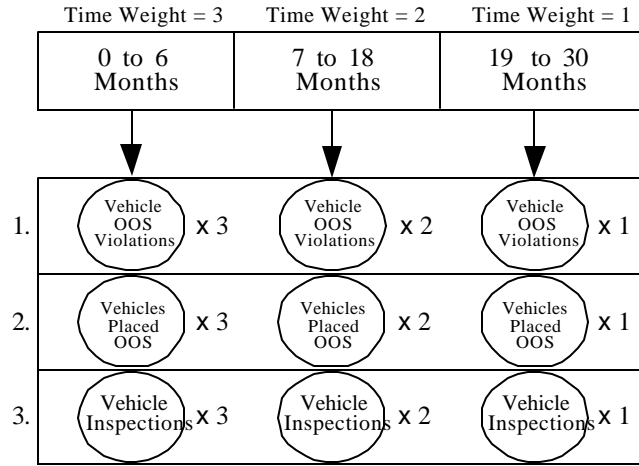 Time Weight = 3 Time Weight = 2 Time Weight = 1
0 to 6 7 to 18 19 to 30
Months Months Months
Vehicle Vehicle Vehicle
1. OOS x 3 OOS x 2 OOS x 1
Violations Violations Violations
Vehicles Vehicles Vehicles
2. Placed x 3 Placed x 2 Placed x 1
OOS OOS OOS
Vehicle Vehicle Vehicle
3. Inspections x 3 Inspections x 2 Inspections x 1